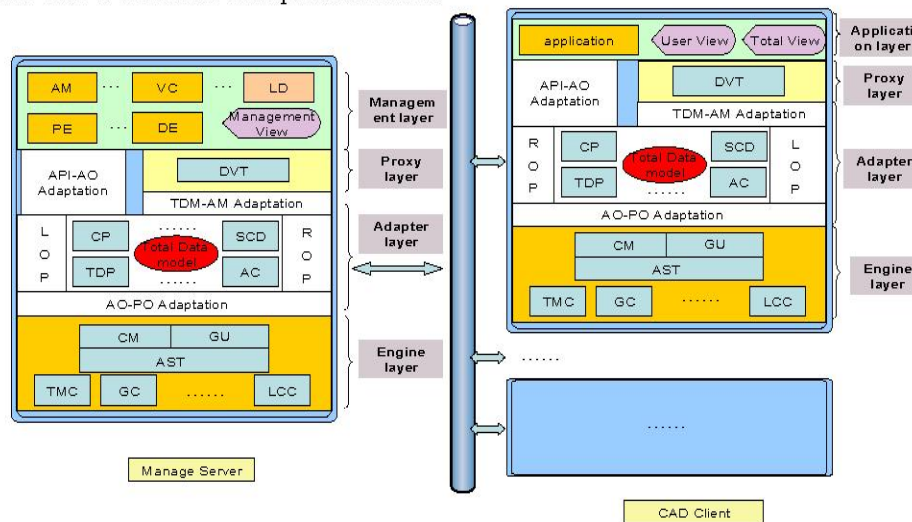 AM ... VC ... LD
PE ... DE
Management
View
Managem
ent layer
API-AO
Adaptation
DVT
Proxy
layer
TDM-AM Adaptation
L
O
P
CP
......
SCD
TDP
Total Data
model
......
AC
R
O
P
Adapter
layer
AO-PO Adaptation
CM GU
AST
TMC GC ...... LCC
Engine
layer
Manage Server
application
User View
Total View
Applicati
on layer
API-AO
Adaptation
DVT
Proxy
layer
TDM-AM Adaptation
R
O
P
CP
......
SCD
TDP
Total Data
model
......
AC
L
O
P
Adapter
layer
AO-PO Adaptation
CM GU
AST
TMC GC ...... LCC
Engine
layer
......
......
CAD Client